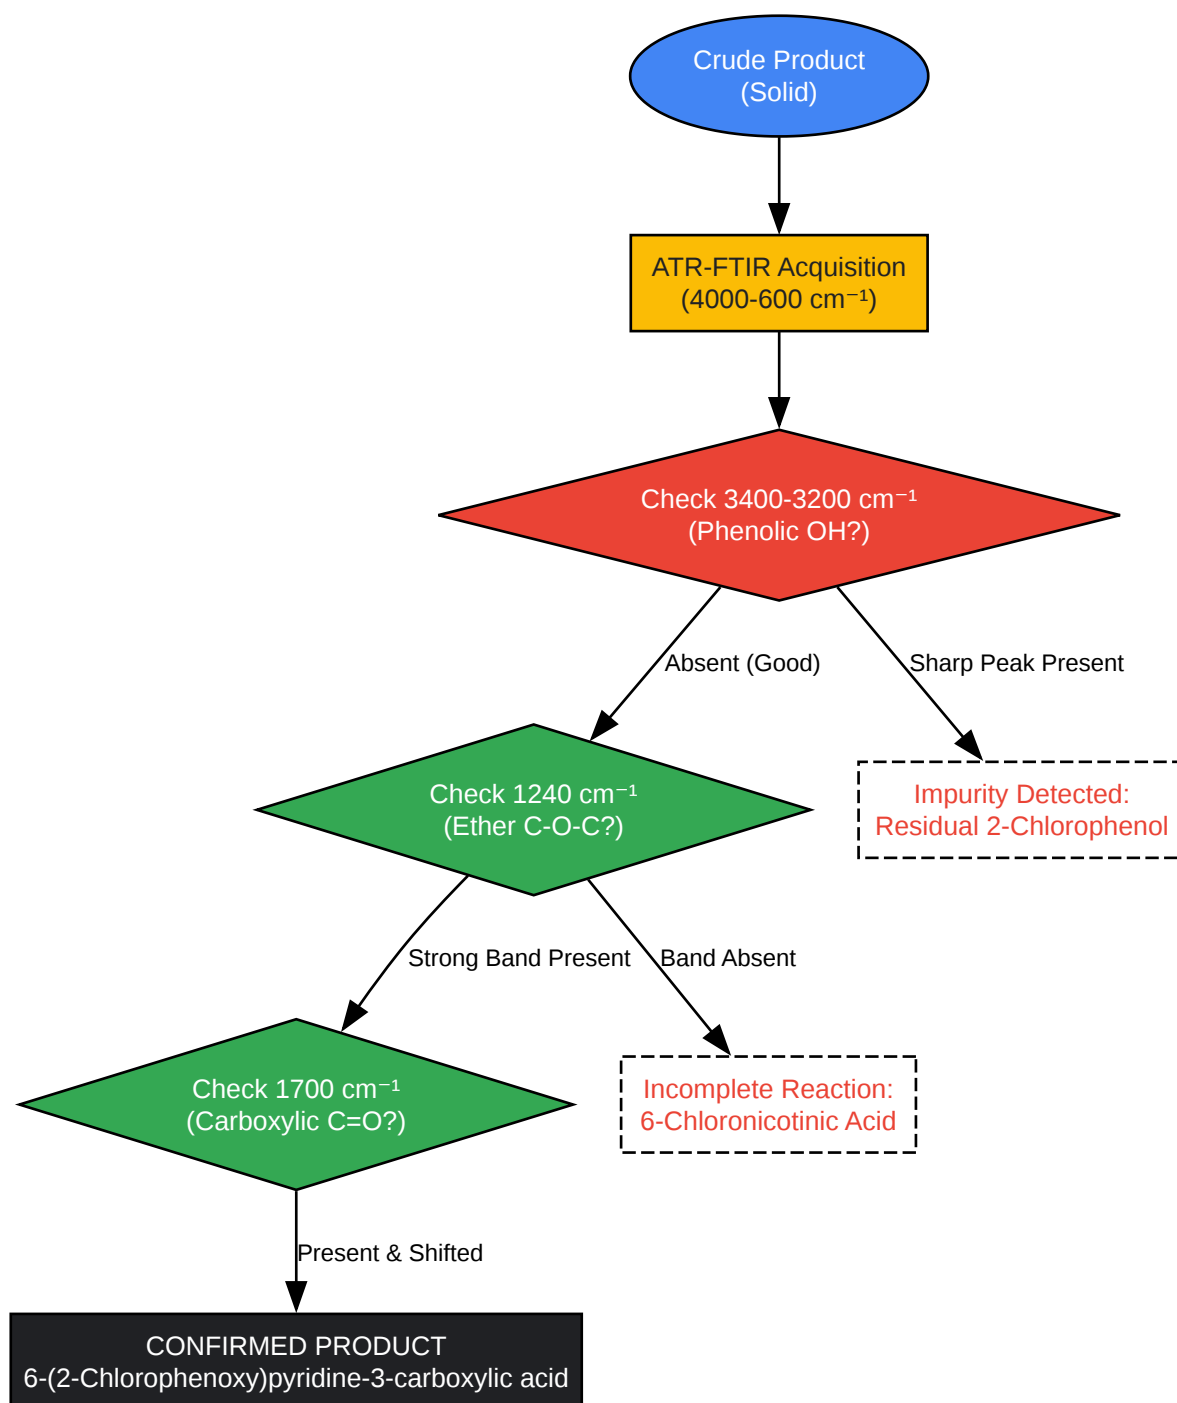 Crude Product
(Solid)
ATR-FTIR Acquisition
(4000-600 cm⁻¹)
Check 3400-3200 cm⁻¹
(Phenolic OH?)
Absent (Good)
Sharp Peak Present
Check 1240 cm⁻¹
(Ether C-O-C?)
Impurity Detected:
Residual 2-Chlorophenol
Strong Band Present
Band Absent
Check 1700 cm⁻¹
(Carboxylic C=O?)
Incomplete Reaction:
6-Chloronicotinic Acid
Present & Shifted
CONFIRMED PRODUCT
6-(2-Chlorophenoxy)pyridine-3-carboxylic acid